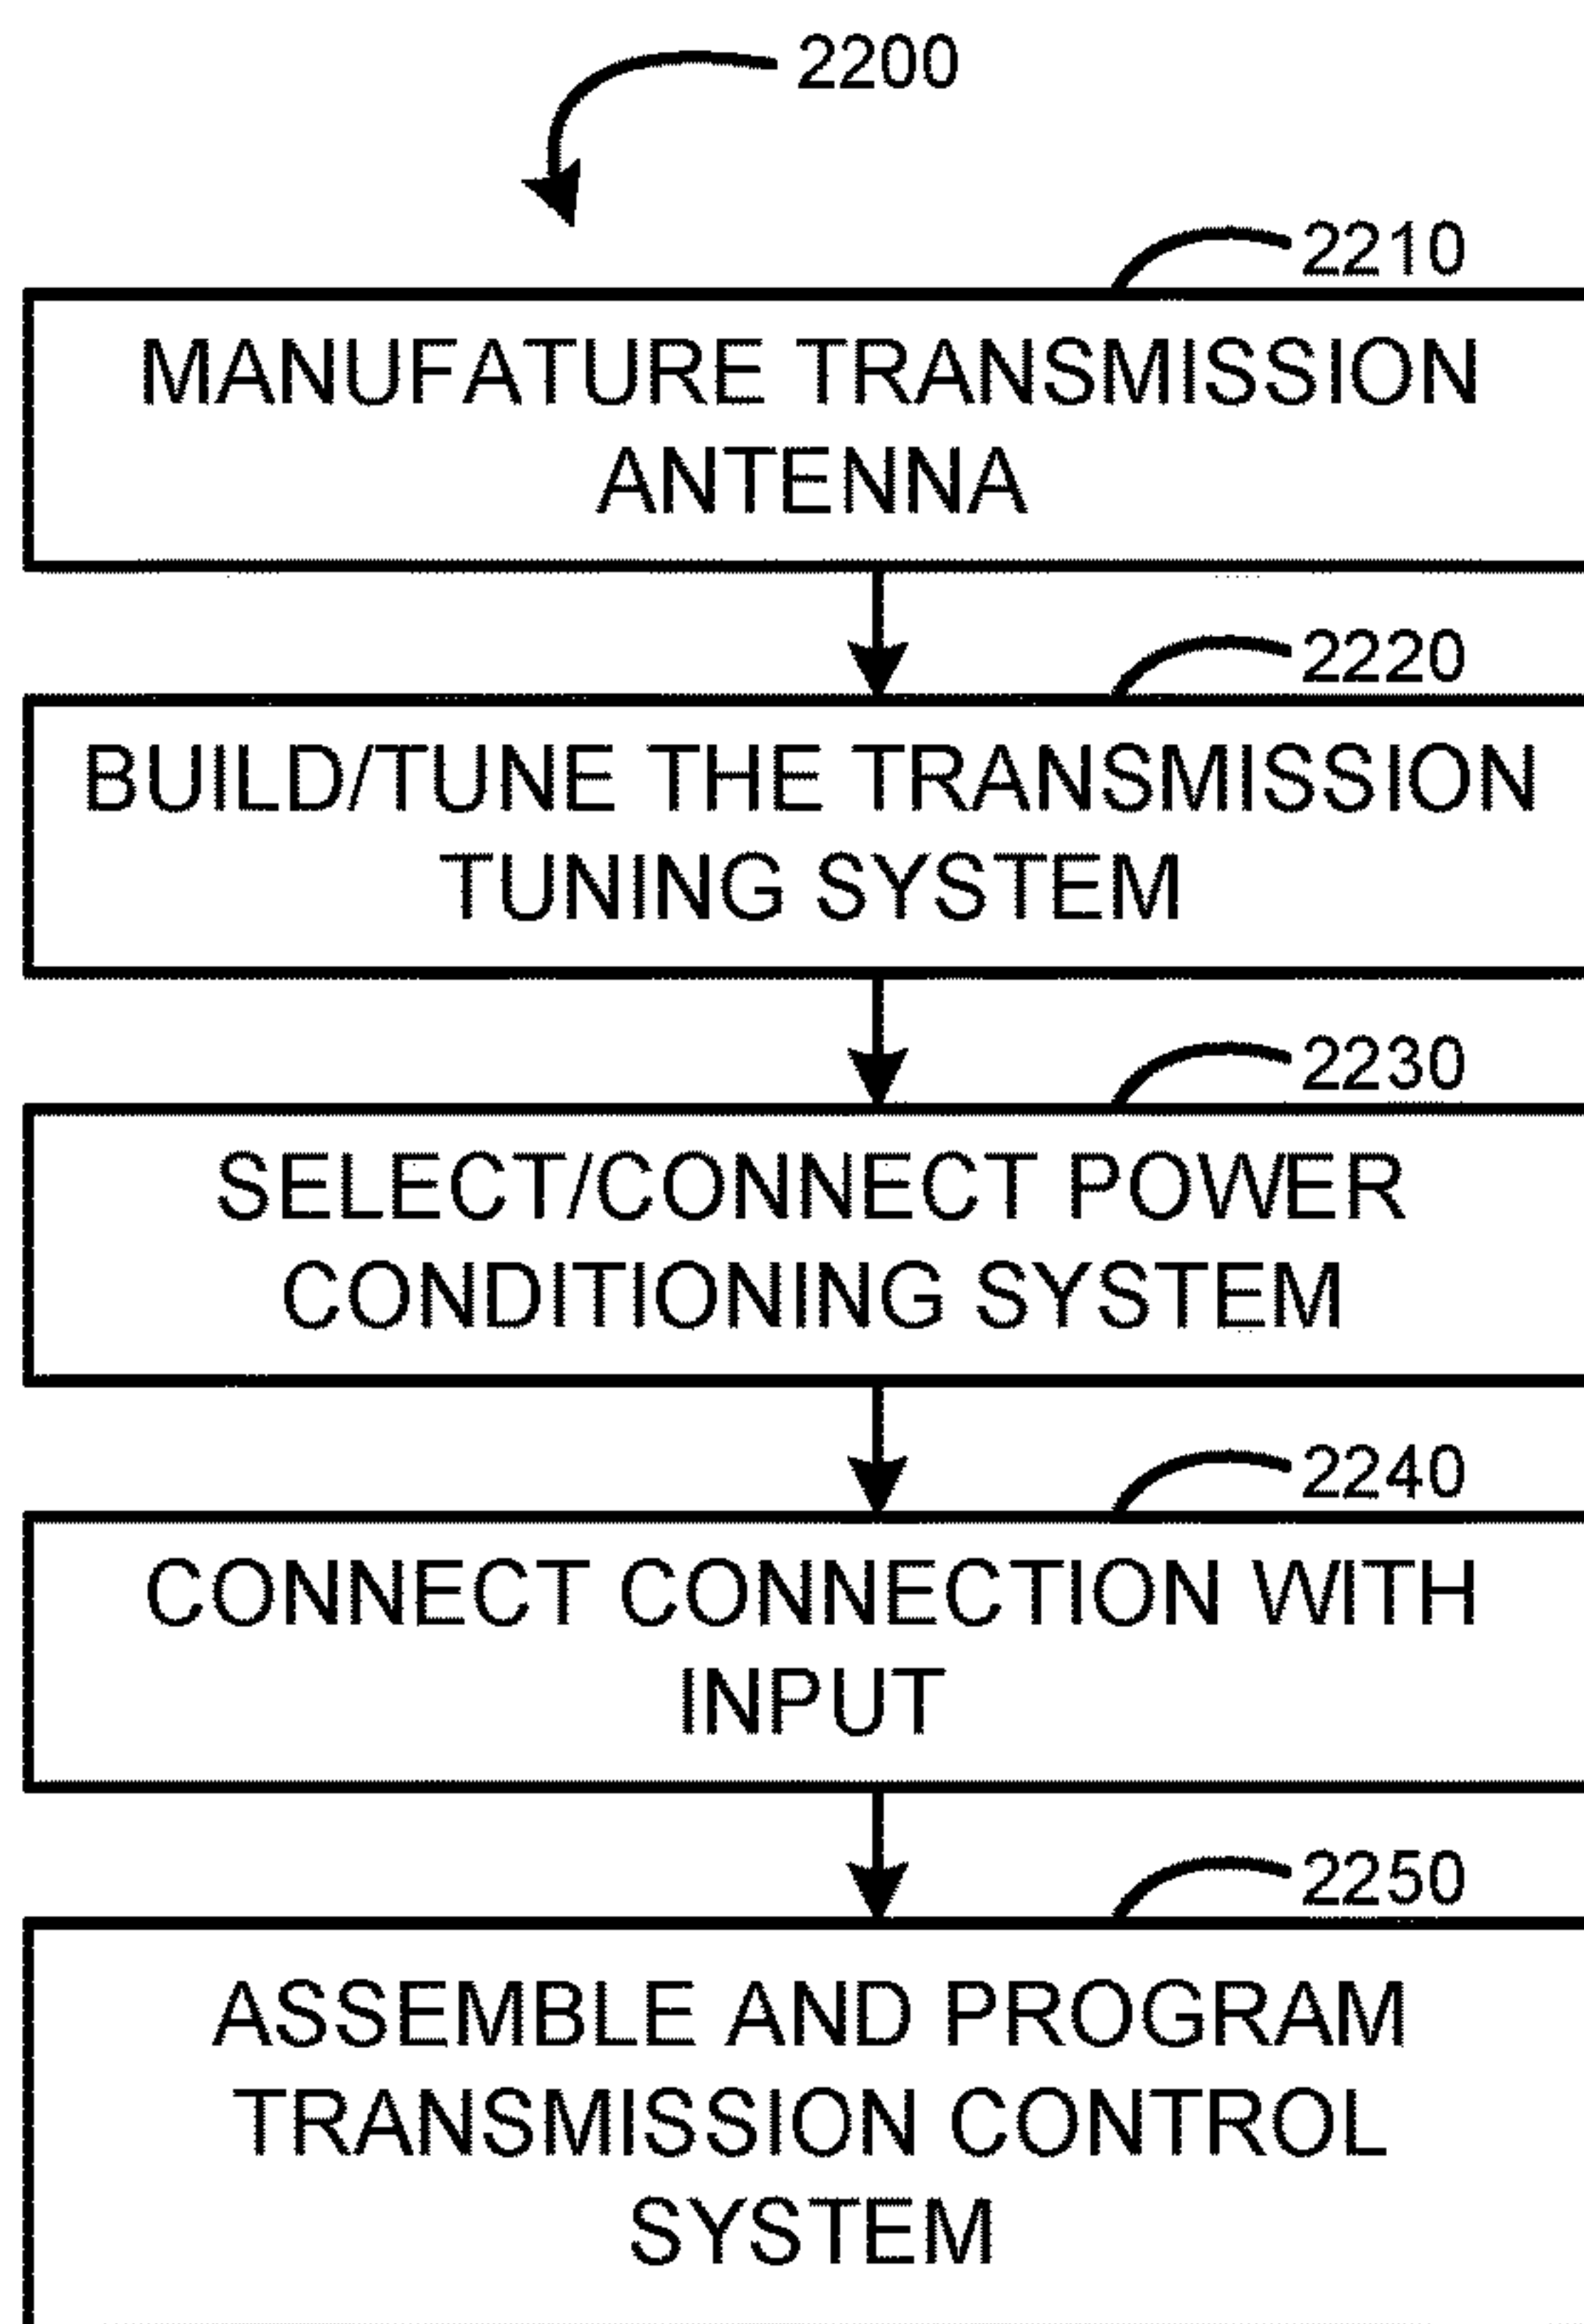 2200
2210
MANUFATURE TRANSMISSION
ANTENNA
2220
BUILD/TUNE THE TRANSMISSION
TUNING SYSTEM
2230
SELECT/CONNECT POWER
CONDITIONING SYSTEM
2240
CONNECT CONNECTION WITH
INPUT
2250
ASSEMBLE AND PROGRAM
TRANSMISSION CONTROL
SYSTEM